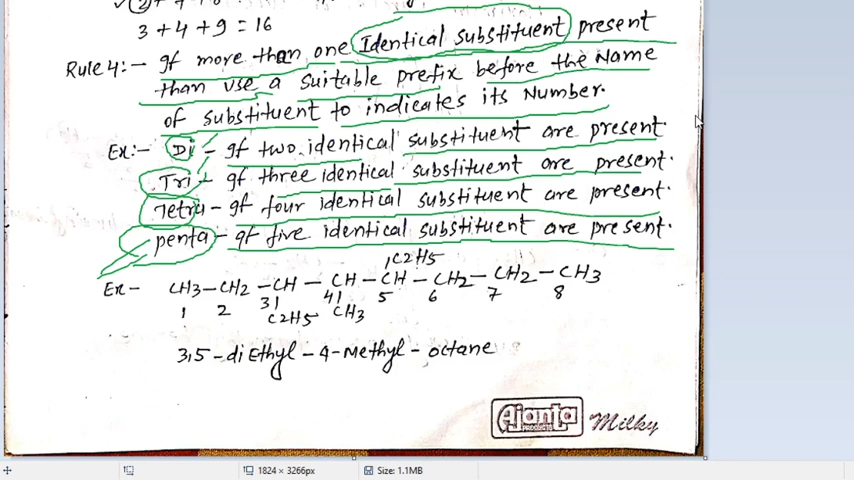 3+4+9 = 16
Rule 4:- If more than one Identical substituent present
than use a suitable prefix before the Name
of substituent to indicates its Number.
Ex:- Di - If two identical substituent are present.
Tri - If three identical substituent are present.
Tetra - If four identical substituent are present.
penta - If five identical substituent are present.
C2H5
Ex- CH3-CH2-CH-CH-CH-CH2-CH2-CH3
1 2 3 4 5 6 7 8
C2H5 CH3
3,5-diEthyl-4-Methyl-octane
Ajanta Milky
1824 × 3266px Size: 1.1MB